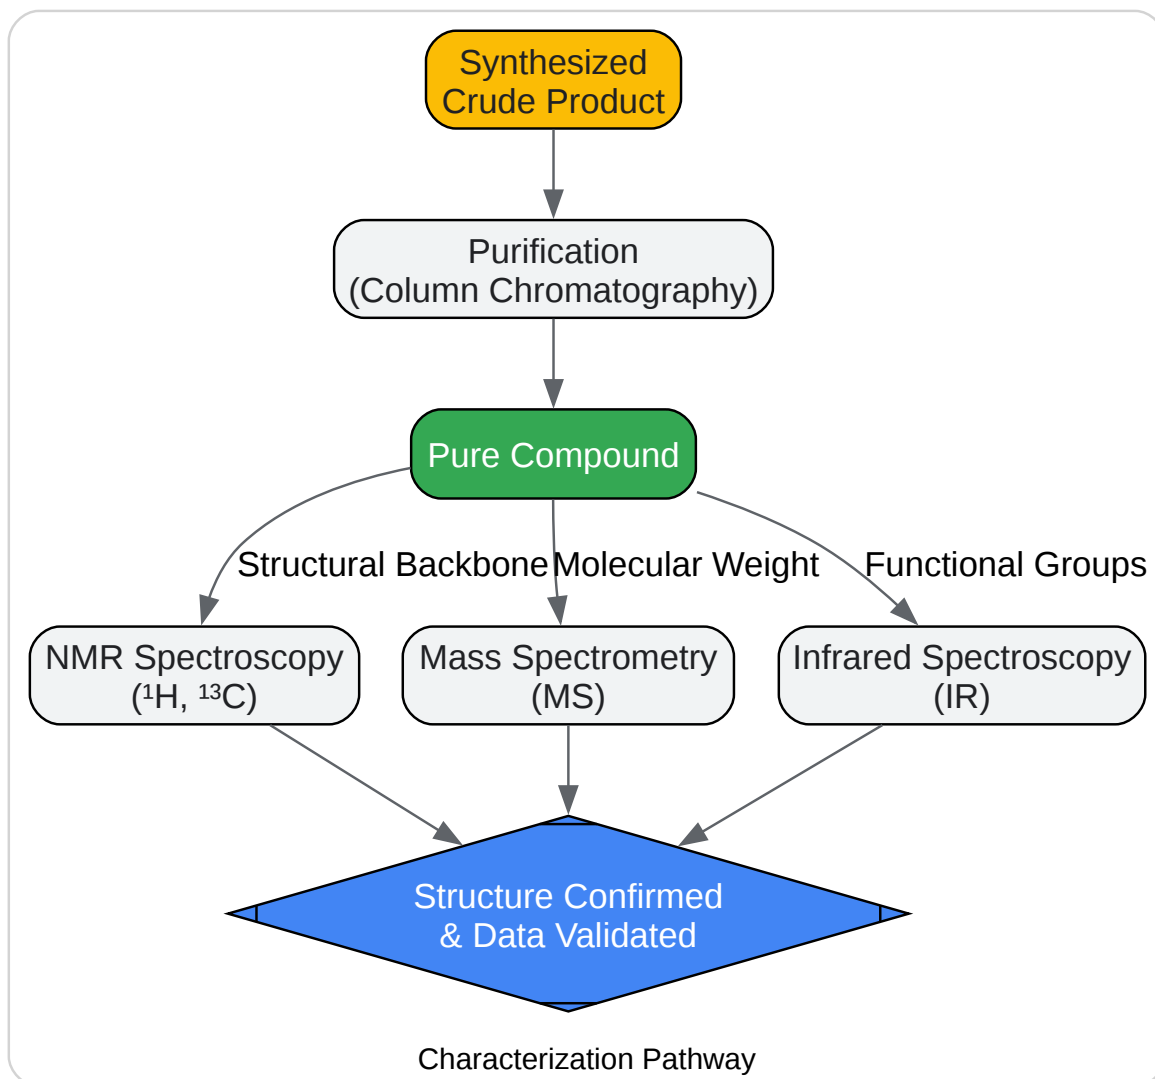 Synthesized
Crude Product
Purification
(Column Chromatography)
Pure Compound
Structural Backbone
Molecular Weight
Functional Groups
NMR Spectroscopy
(¹H, ¹³C)
Mass Spectrometry
(MS)
Infrared Spectroscopy
(IR)
Structure Confirmed
& Data Validated
Characterization Pathway